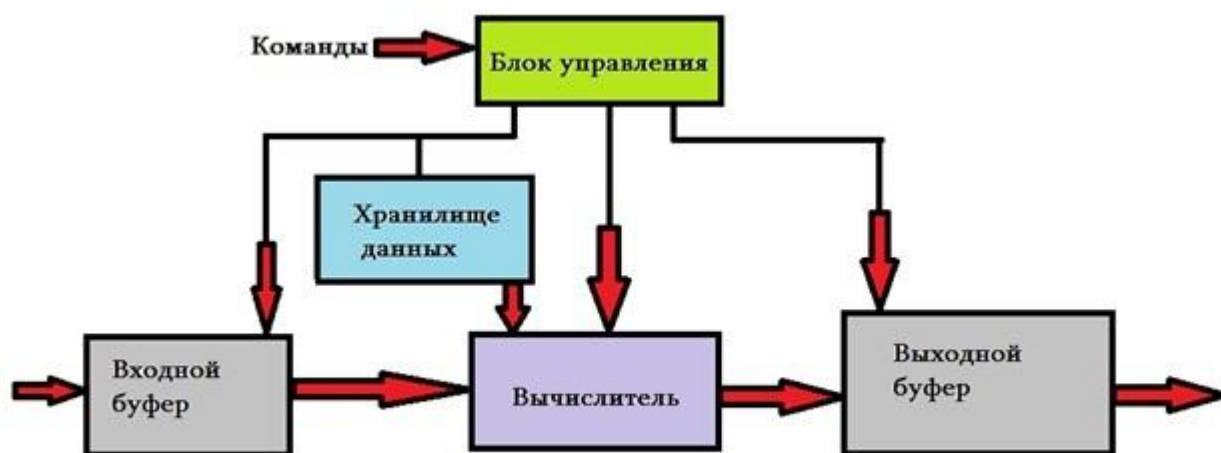 Команды
Блок управления
Хранилище
данных
Входной
буфер
Вычислитель
Выходной
буфер